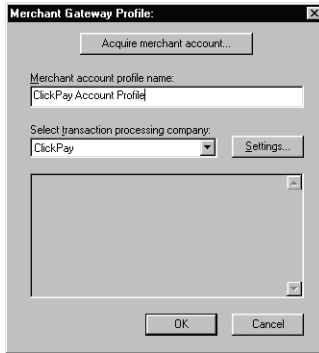 Merchant Gateway Profile:
Acquire merchant account...
Merchant account profile name:
ClickPay Account Profile
Select transaction processing company:
ClickPay
Settings...
OK
Cancel